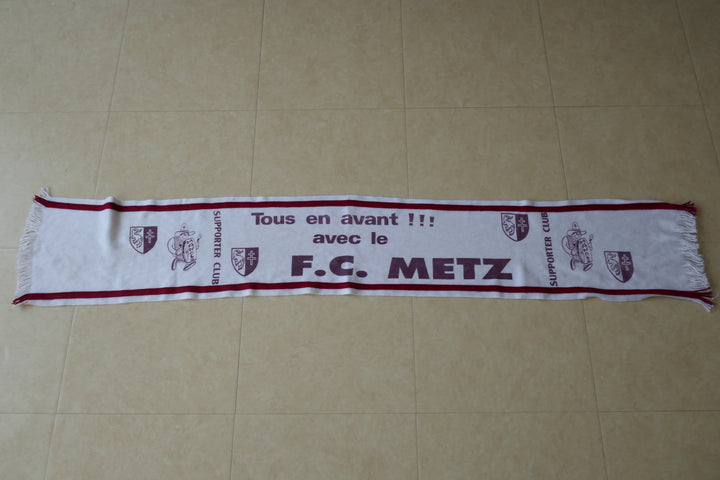 SUPPORTER CLUB
Tous en avant !!!
avec le
F.C. METZ
SUPPORTER CLUB